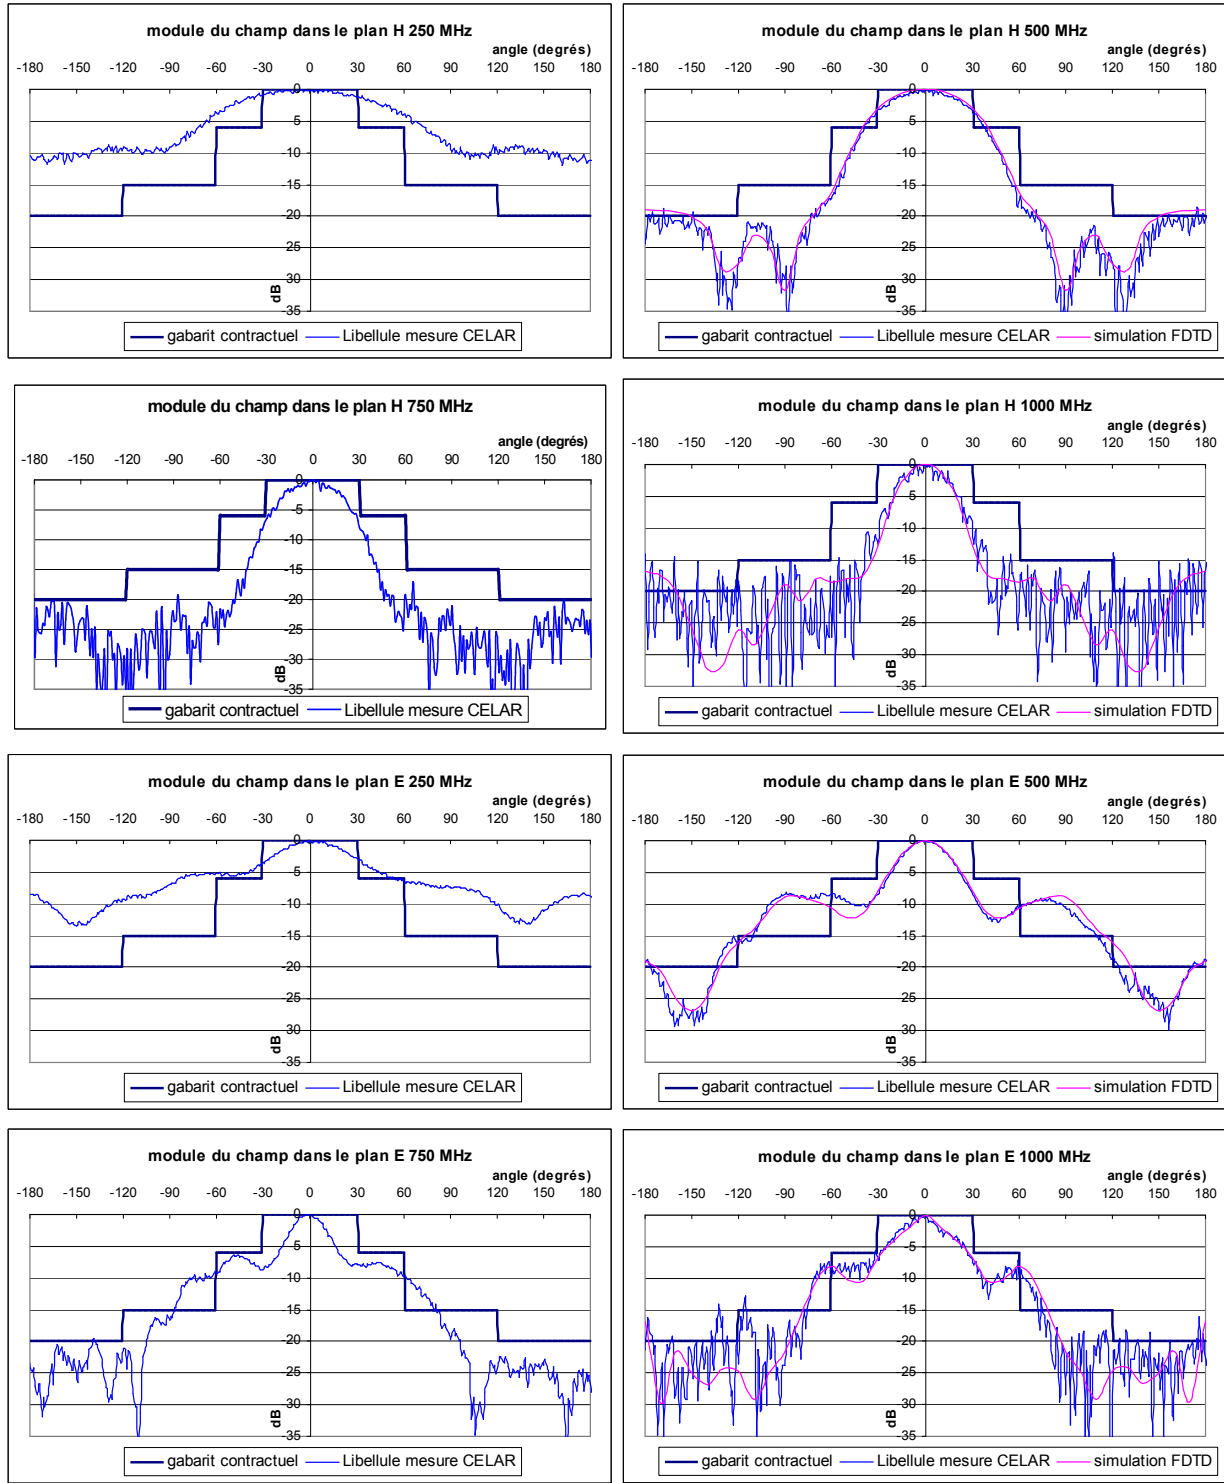 module du champ dans le plan H 250 MHz
angle (degrés)
-180 -150 -120 -90 -60 -30 0 30 60 90 120 150 180
0
5
10
-15
-20
25
30
-35
dB
gabarit contractuel Libellule mesure CELAR
module du champ dans le plan H 500 MHz
angle (degrés)
-180 -150 -120 -90 -60 -30 0 30 60 90 120 150 180
0
5
10
-15
20
25
30
-35
dB
gabarit contractuel Libellule mesure CELAR simulation FDTD
module du champ dans le plan H 750 MHz
angle (degrés)
-180 -150 -120 -90 -60 -30 0 30 60 90 120 150 180
0
-5
-10
-15
-20
-25
-30
-35
dB
gabarit contractuel Libellule mesure CELAR
module du champ dans le plan H 1000 MHz
angle (degrés)
-180 -150 -120 -90 -60 -30 0 30 60 90 120 150 180
0
-5
-10
-15
-20
-25
-30
-35
dB
gabarit contractuel Libellule mesure CELAR simulation FDTD
module du champ dans le plan E 250 MHz
angle (degrés)
-180 -150 -120 -90 -60 -30 0 30 60 90 120 150 180
0
5
10
-15
-20
25
30
-35
dB
gabarit contractuel Libellule mesure CELAR
module du champ dans le plan E 500 MHz
angle (degrés)
-180 -150 -120 -90 -60 -30 0 30 60 90 120 150 180
0
5
10
-15
-20
25
30
-35
dB
gabarit contractuel Libellule mesure CELAR simulation FDTD
module du champ dans le plan E 750 MHz
angle (degrés)
-180 -150 -120 -90 -60 -30 0 30 60 90 120 150 180
0
-5
-10
-15
-20
-25
-30
-35
dB
gabarit contractuel Libellule mesure CELAR
module du champ dans le plan E 1000 MHz
angle (degrés)
-180 -150 -120 -90 -60 -30 0 30 60 90 120 150 180
0
-5
-10
-15
-20
-25
-30
-35
dB
gabarit contractuel Libellule mesure CELAR simulation FDTD